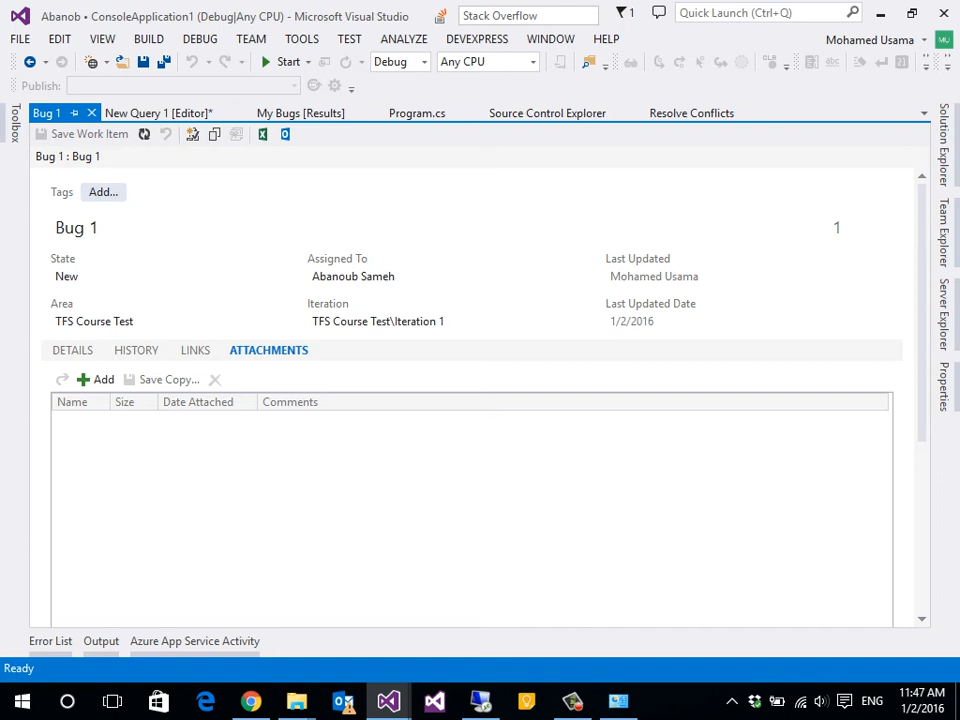 Abanob • ConsoleApplication1 (Debug|Any CPU) - Microsoft Visual Studio
Stack Overflow
1
Quick Launch (Ctrl+Q)
FILE EDIT VIEW BUILD DEBUG TEAM TOOLS TEST ANALYZE DEVEXPRESS WINDOW HELP
Mohamed Usama
MU
Start Debug Any CPU
Publish:
Toolbox
Bug 1 New Query 1 [Editor]* My Bugs [Results] Program.cs Source Control Explorer Resolve Conflicts
Save Work Item
Bug 1 : Bug 1
Tags Add...
Bug 1 1
State Assigned To Last Updated
New Abanoub Sameh Mohamed Usama
Area Iteration Last Updated Date
TFS Course Test TFS Course Test\Iteration 1 1/2/2016
DETAILS HISTORY LINKS ATTACHMENTS
Add Save Copy...
Name Size Date Attached Comments
Solution Explorer
Team Explorer
Server Explorer
Properties
Error List Output Azure App Service Activity
Ready
ENG
11:47 AM
1/2/2016